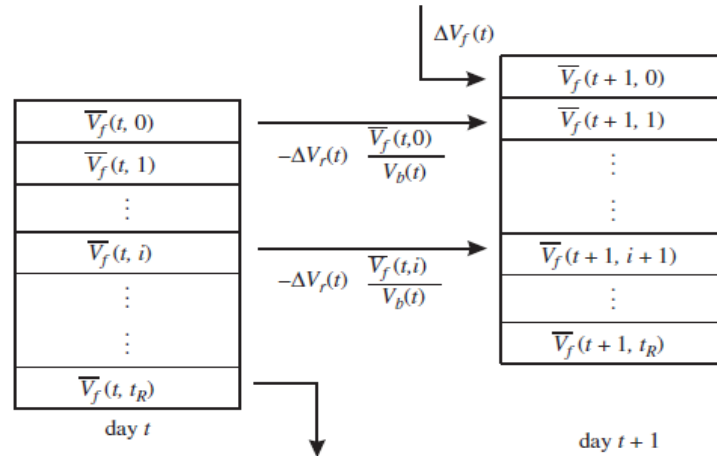 ΔV_f(t)
V̅_f(t + 1, 0)
V̅_f(t, 0)
V̅_f(t + 1, 1)
−ΔV_r(t) V̅_f(t,0)/V_b(t)
V̅_f(t, 1)
⋮
⋮
⋮
V̅_f(t, i)
V̅_f(t + 1, i + 1)
−ΔV_r(t) V̅_f(t,i)/V_b(t)
⋮
⋮
⋮
V̅_f(t + 1, t_R)
V̅_f(t, t_R)
day t
day t + 1